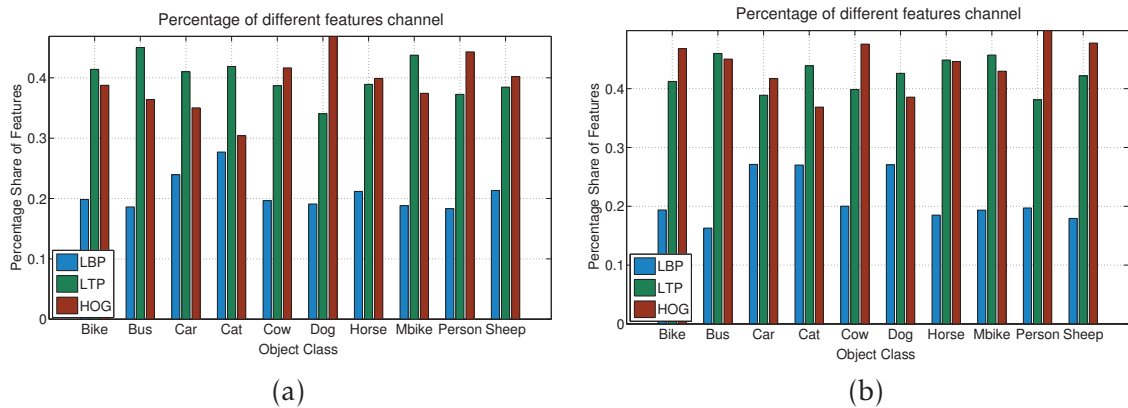 Percentage of different features channel
Percentage Share of Features
0.4
0.3
0.2
0.1
0
LBP
LTP
HOG
Bike Bus Car Cat Cow Dog Horse Mbike Person Sheep
Object Class
(a)
Percentage of different features channel
Percentage Share of Features
0.4
0.3
0.2
0.1
0
LBP
LTP
HOG
Bike Bus Car Cat Cow Dog Horse Mbike Person Sheep
Object Class
(b)